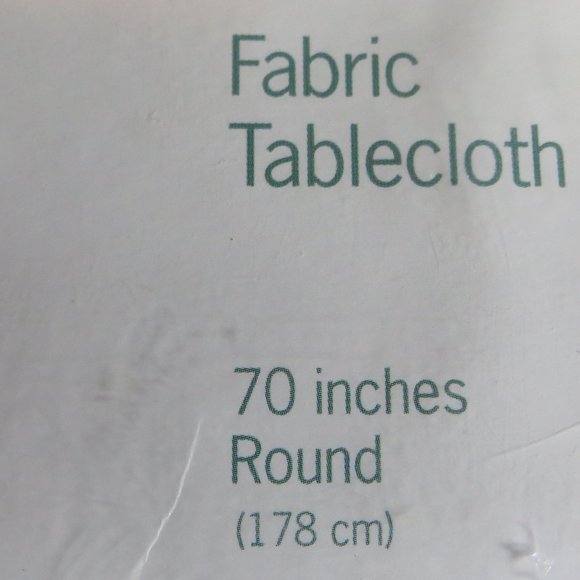 Fabric
Tablecloth
70 inches
Round
(178 cm)